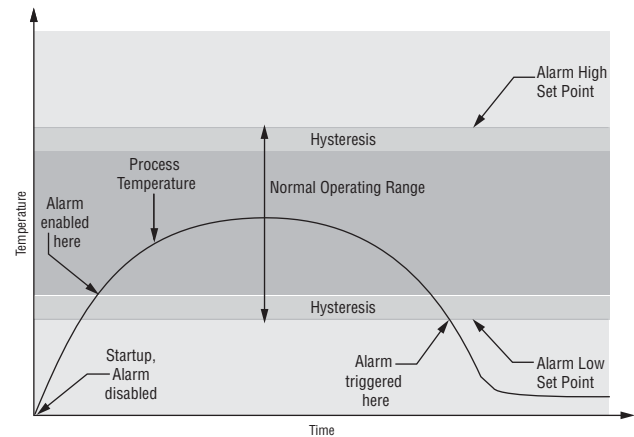 Alarm High
Set Point
Hysteresis
Process
Temperature
Normal Operating Range
Alarm
enabled
here
Temperature
Hysteresis
Startup,
Alarm
disabled
Alarm
triggered
here
Alarm Low
Set Point
Time